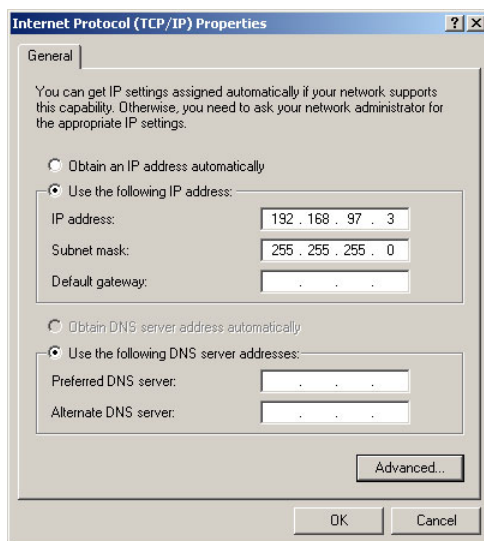 Internet Protocol (TCP/IP) Properties
General
You can get IP settings assigned automatically if your network supports
this capability. Otherwise, you need to ask your network administrator for
the appropriate IP settings.
Obtain an IP address automatically
Use the following IP address:
IP address: 192 . 168 . 97 . 3
Subnet mask: 255 . 255 . 255 . 0
Default gateway: . . .
Obtain DNS server address automatically
Use the following DNS server addresses:
Preferred DNS server: . . .
Alternate DNS server: . . .
Advanced...
OK Cancel